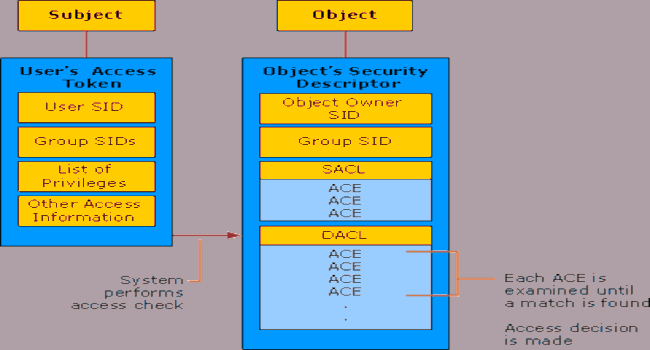 Subject
User's Access
Token
User SID
Group SIDs
List of
Privileges
Other Access
Information
System
performs
access check
Object
Object's Security
Descriptor
Object Owner
SID
Group SID
SACL
ACE
ACE
ACE
DACL
ACE
ACE
ACE
ACE
.
.
Each ACE is
examined until
a match is found
Access decision
is made